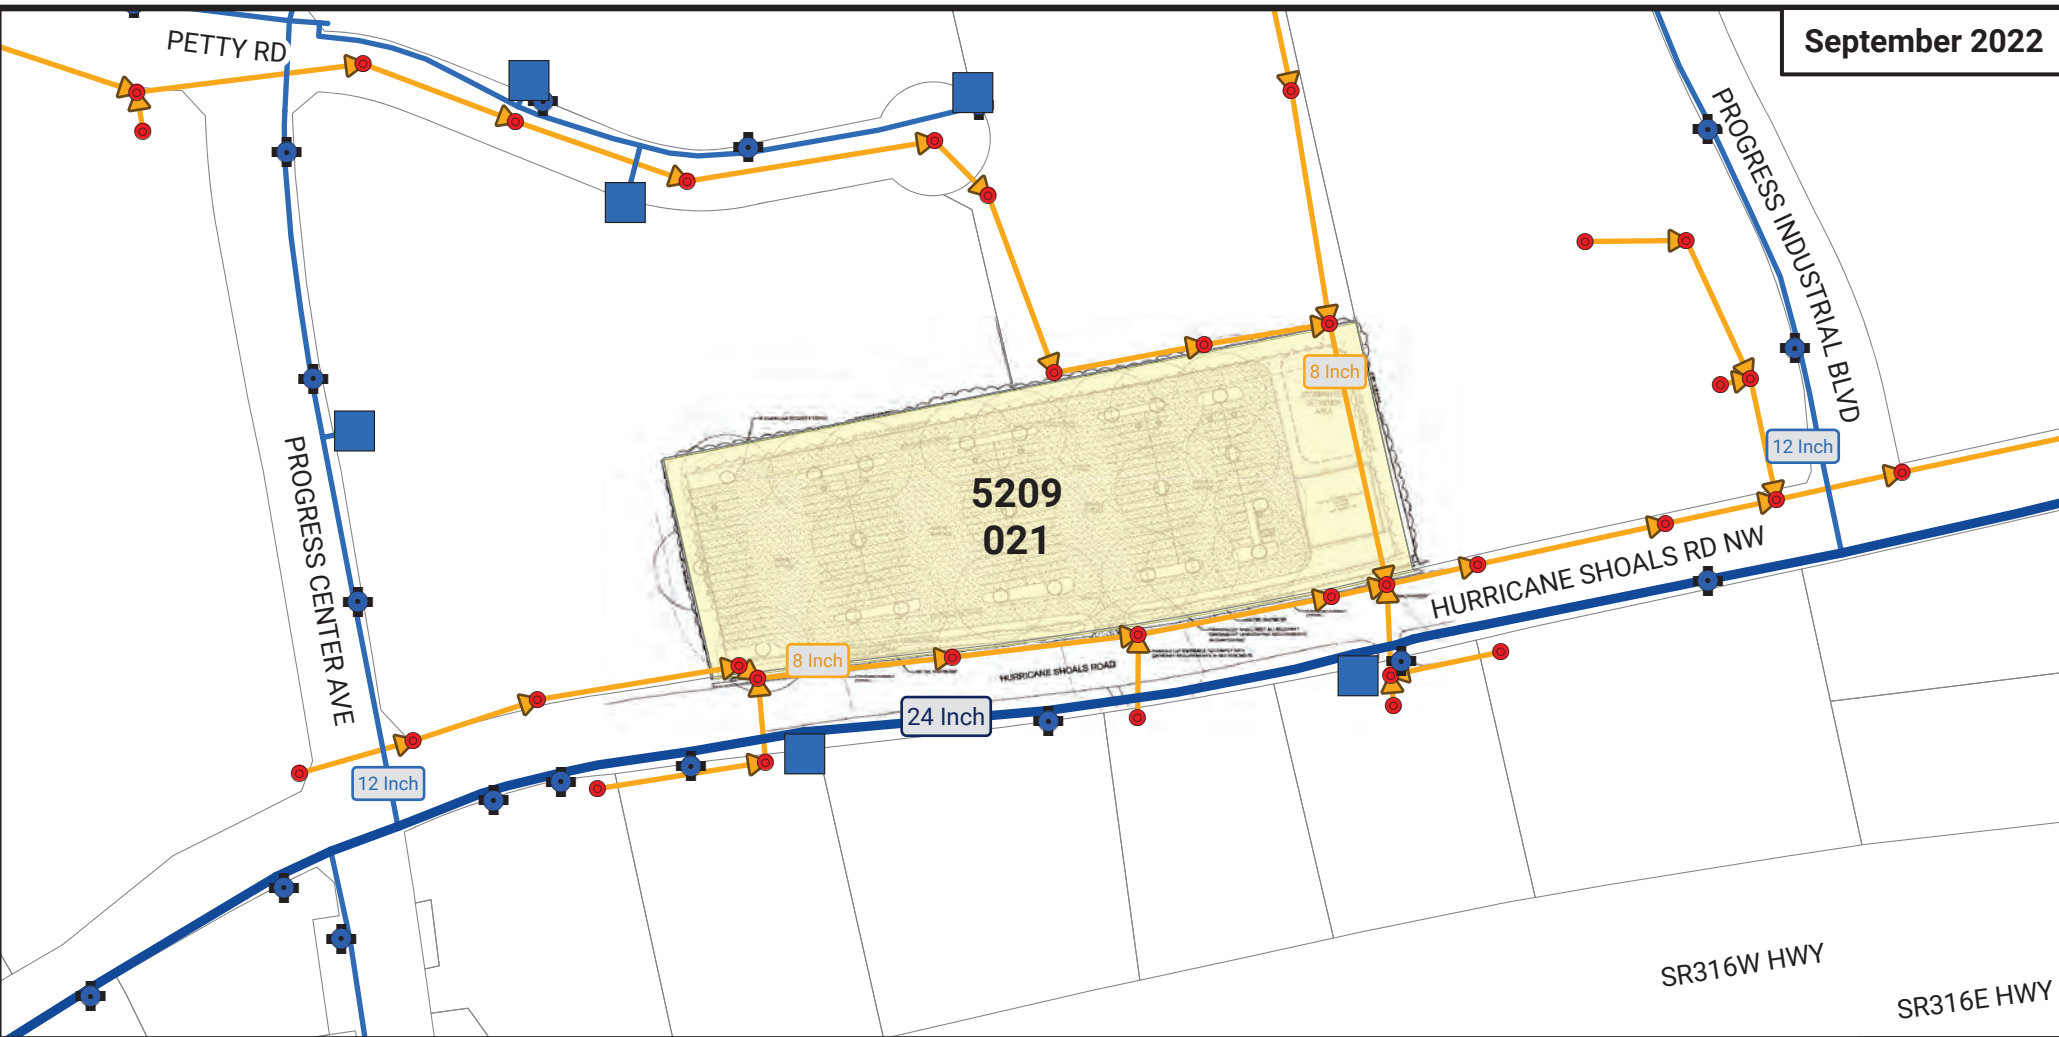 September 2022
PETTY RD
PROGRESS INDUSTRIAL BLVD
8 Inch
12 Inch
PROGRESS CENTER AVE
5209
021
HURRICANE SHOALS RD NW
8 Inch
HURRICANE SHOALS ROAD
24 Inch
12 Inch
SR316W HWY
SR316E HWY